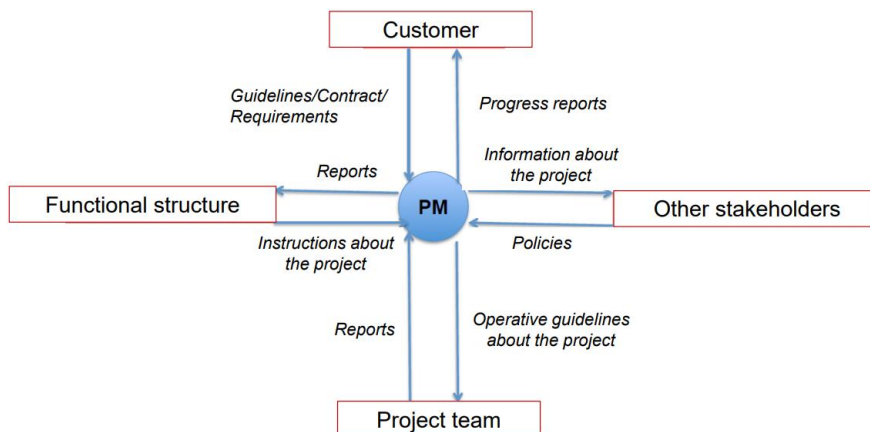 Customer
Guidelines/Contract/
Requirements
Progress reports
Reports
Information about
the project
Functional structure
PM
Other stakeholders
Instructions about
the project
Policies
Reports
Operative guidelines
about the project
Project team